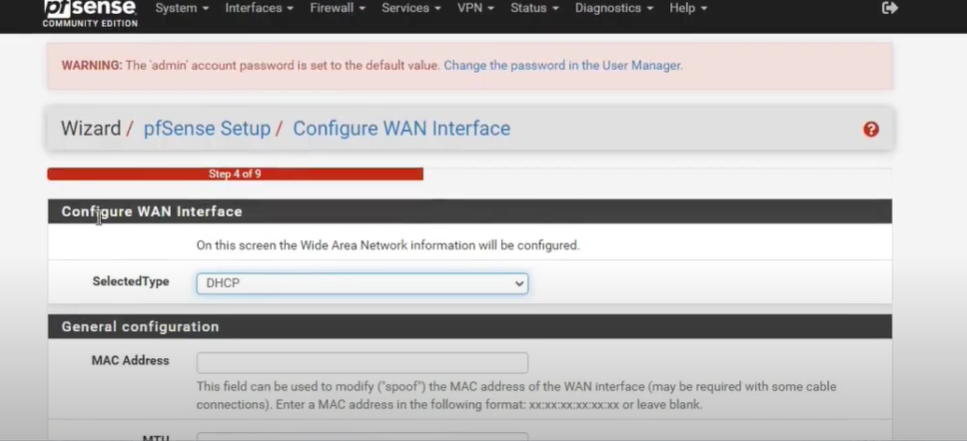 pfsense
COMMUNITY EDITION
System Interfaces Firewall Services VPN Status Diagnostics Help
WARNING: The 'admin' account password is set to the default value. Change the password in the User Manager.
Wizard / pfSense Setup / Configure WAN Interface
Step 4 of 9
Configure WAN Interface
On this screen the Wide Area Network information will be configured.
SelectedType DHCP
General configuration
MAC Address
This field can be used to modify ("spoof") the MAC address of the WAN interface (may be required with some cable
connections). Enter a MAC address in the following format: xx:xx:xx:xx:xx:xx or leave blank.
MTU